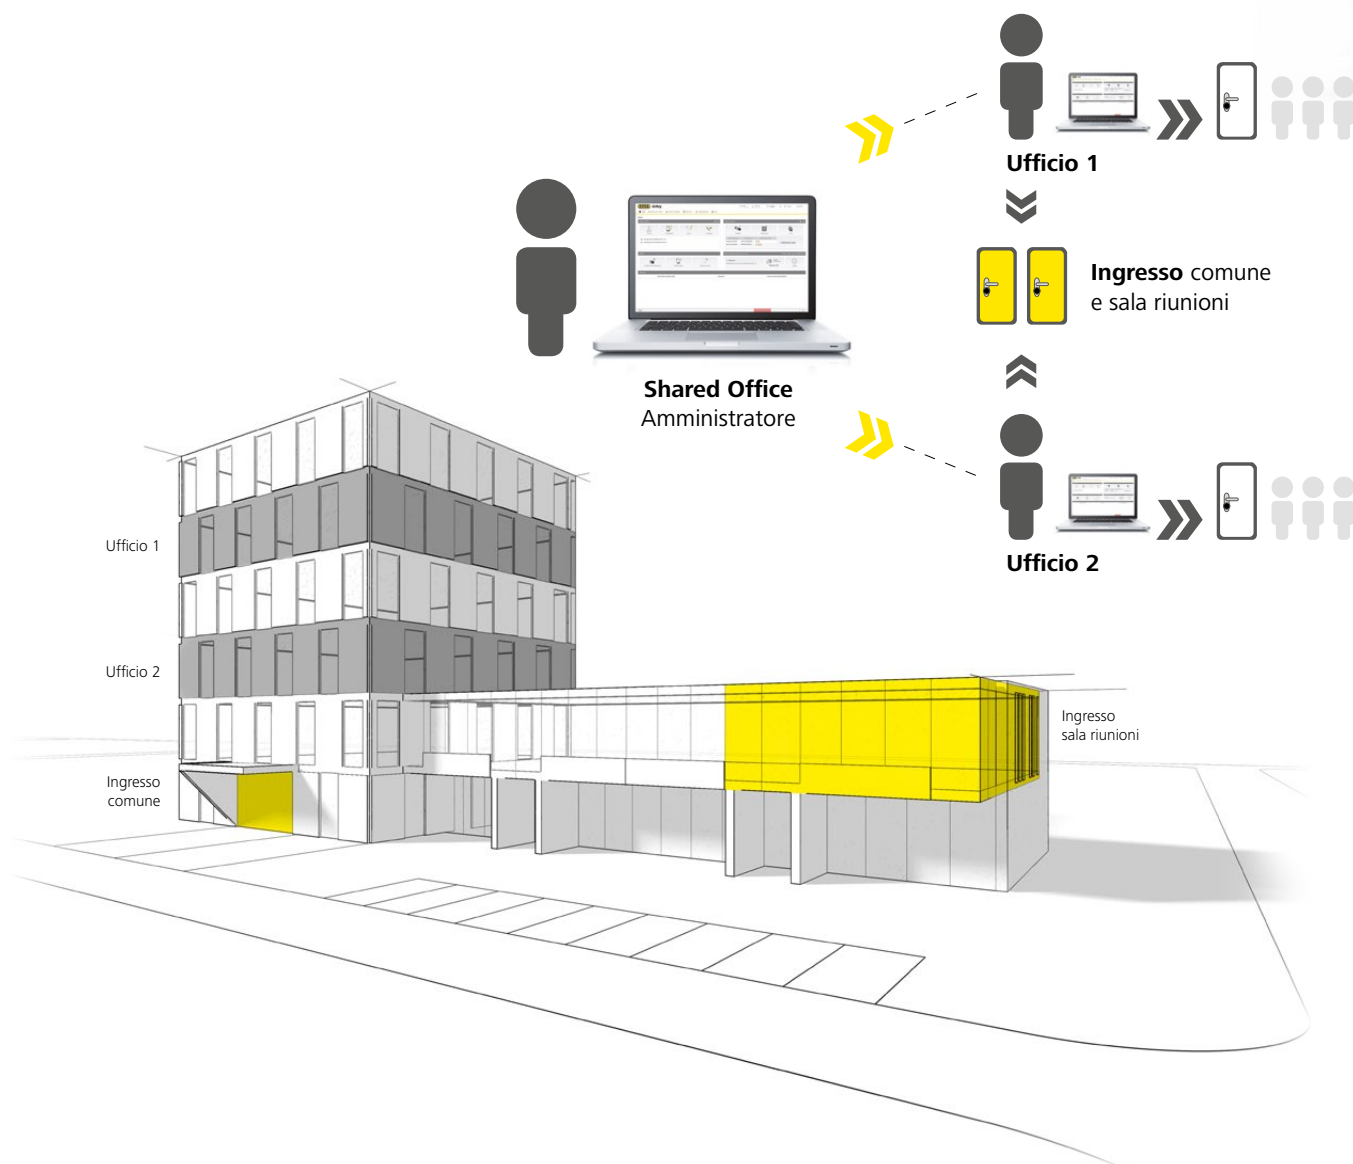 Ufficio 1
Ingresso comune
e sala riunioni
Shared Office
Amministratore
Ufficio 2
Ufficio 1
Ufficio 2
Ingresso
sala riunioni
Ingresso
comune